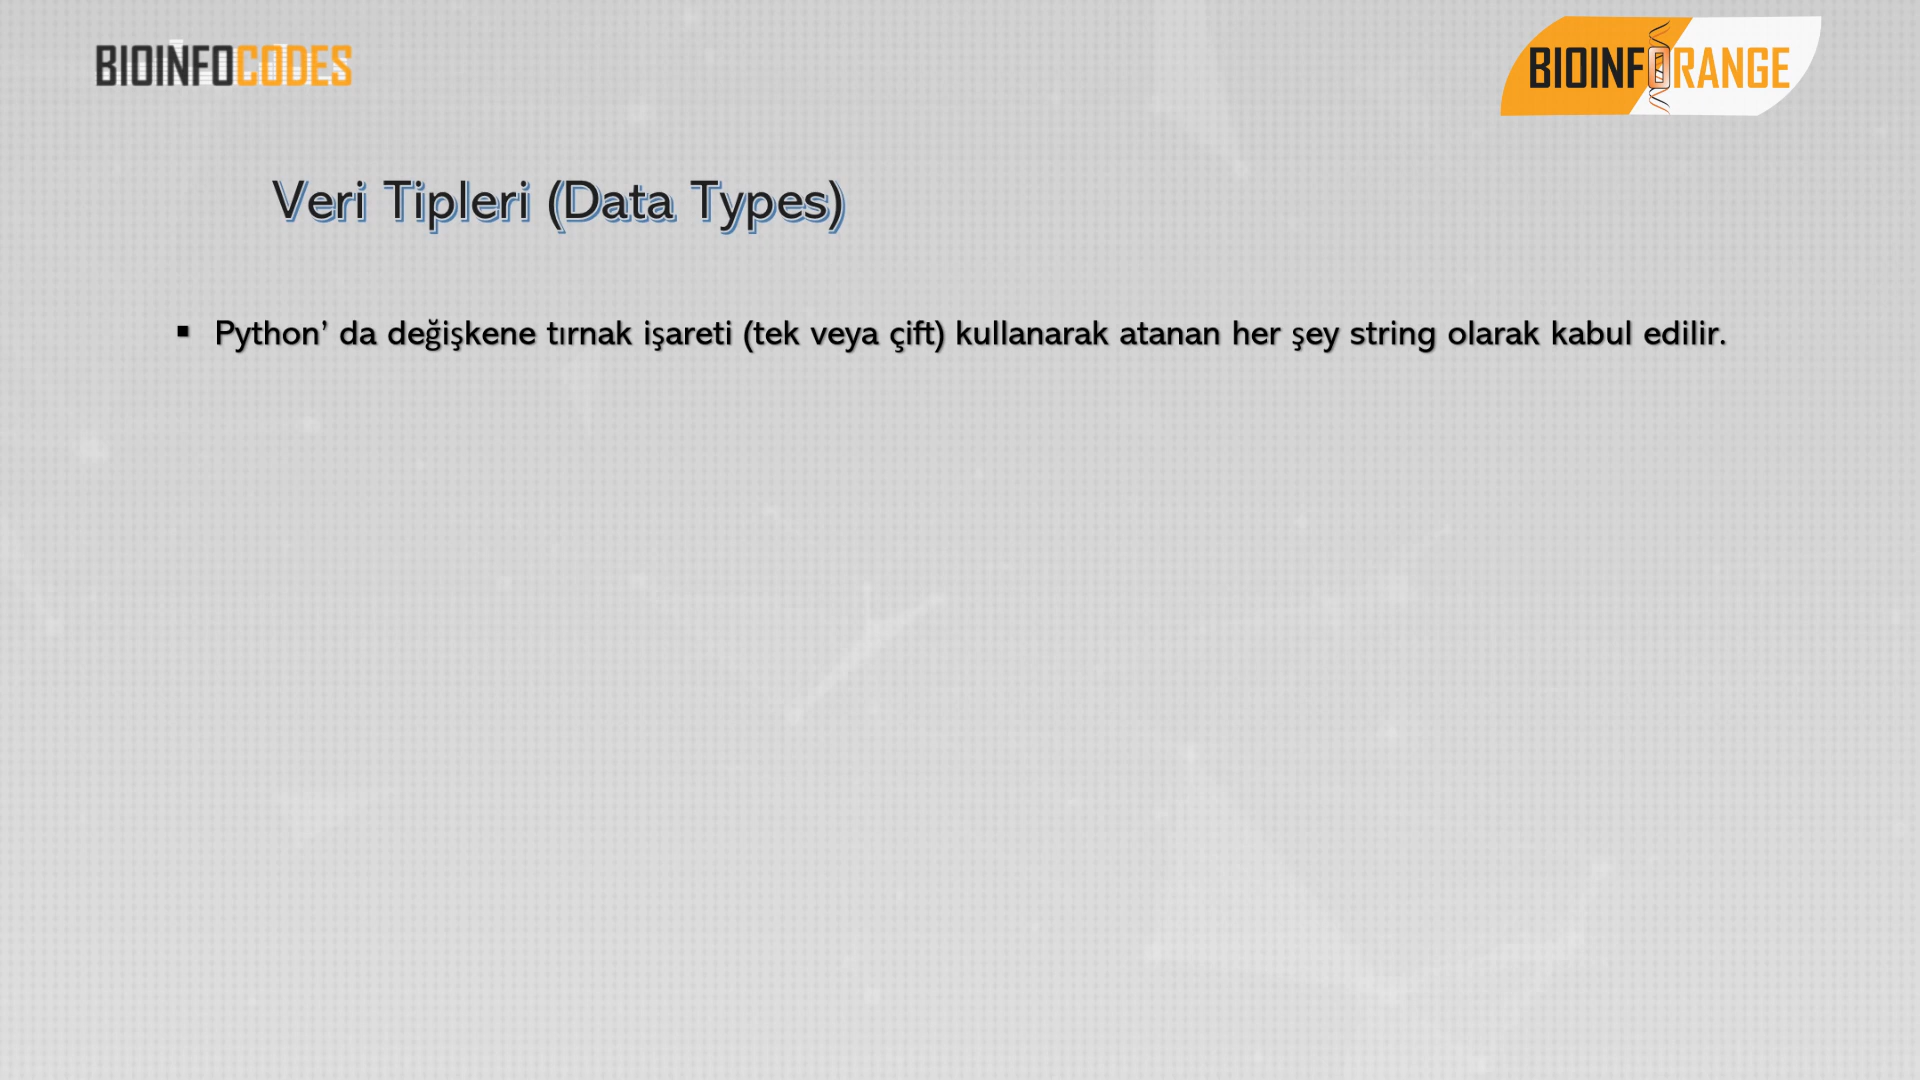 BIOINFOCODES
BIOINFORANGE
Veri Tipleri (Data Types)
▪ Python’ da değişkene tırnak işareti (tek veya çift) kullanarak atanan her şey string olarak kabul edilir.